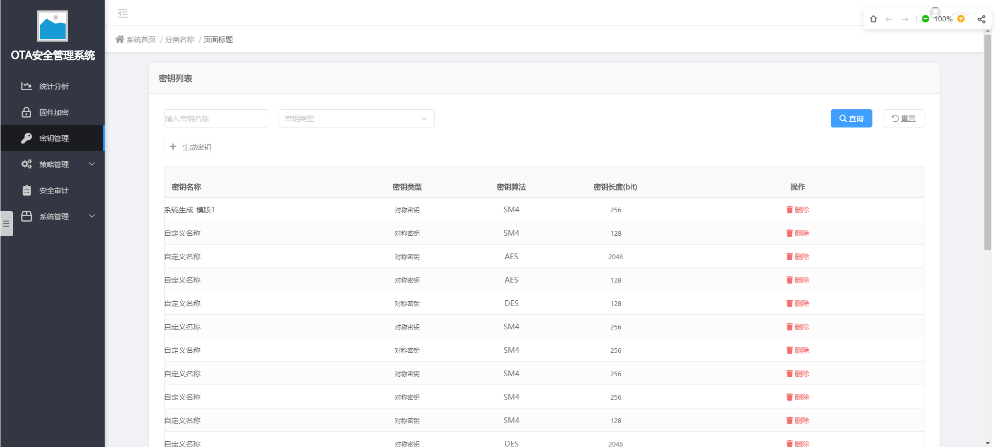 admin
100%
系统首页 / 分类名称 / 页面标题
OTA安全管理系统
统计分析
固件加密
密钥管理
策略管理
安全审计
系统管理
密钥列表
输入密钥名称 密钥类型 查询 重置
生成密钥
密钥名称 密钥类型 密钥算法 密钥长度(bit) 操作
系统生成-模版1 对称密钥 SM4 256 删除
自定义名称 对称密钥 SM4 128 删除
自定义名称 对称密钥 AES 2048 删除
自定义名称 对称密钥 AES 128 删除
自定义名称 对称密钥 DES 128 删除
自定义名称 对称密钥 SM4 256 删除
自定义名称 对称密钥 SM4 256 删除
自定义名称 对称密钥 SM4 256 删除
自定义名称 对称密钥 SM4 256 删除
自定义名称 对称密钥 SM4 128 删除
自定义名称 对称密钥 DES 2048 删除